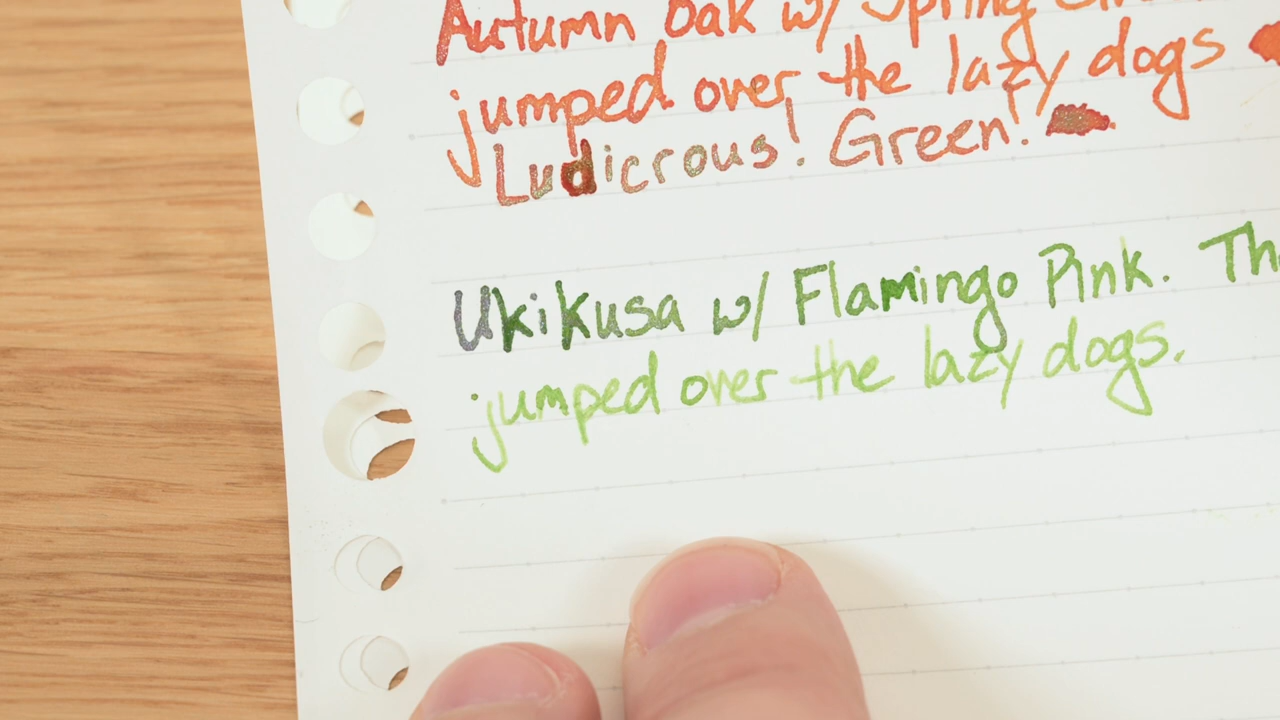 Autumn Oak w/ Spring
jumped over the lazy dogs
Ludicrous! Green!
Ukikusa w/ Flamingo Pink. Th
jumped over the lazy dogs.